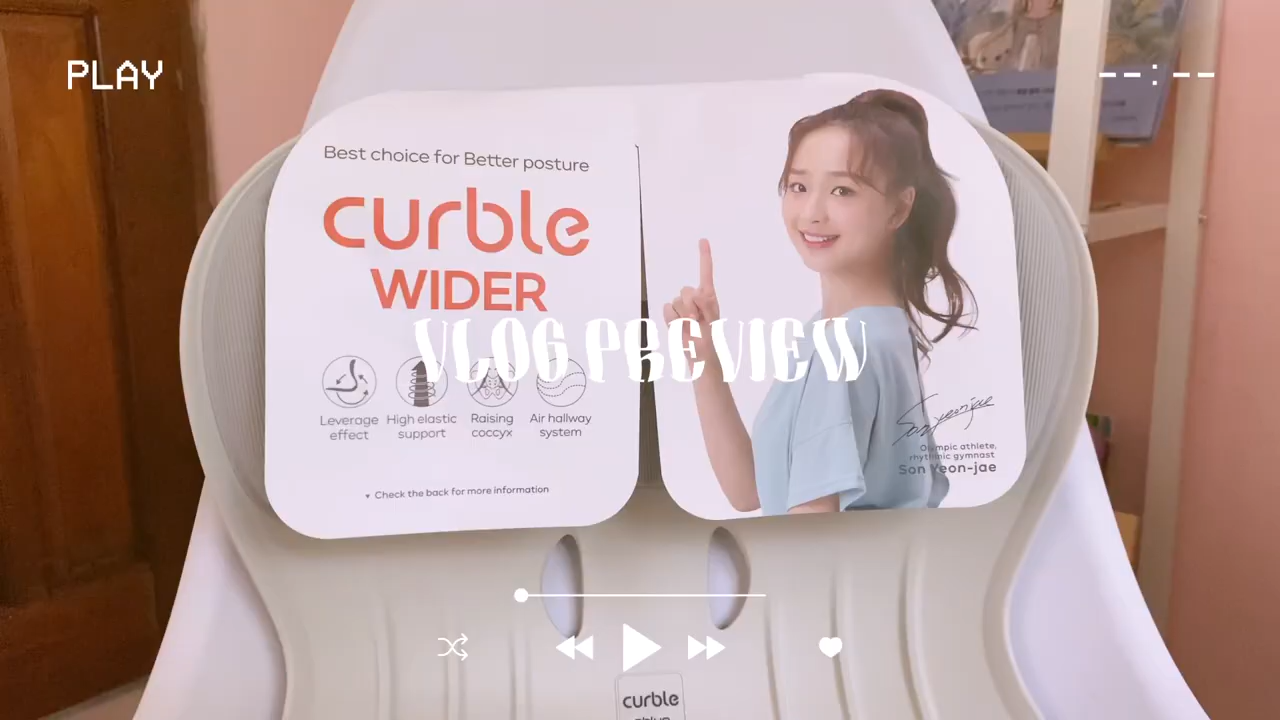 PLAY
--:--
Best choice for Better posture
curble
WIDER
VLOG PREVIEW
Leverage effect
High elastic support
Raising coccyx
Air hallway system
▾ Check the back for more information
Olympic athlete,
rhythmic gymnast
Son Yeon-jae
curble